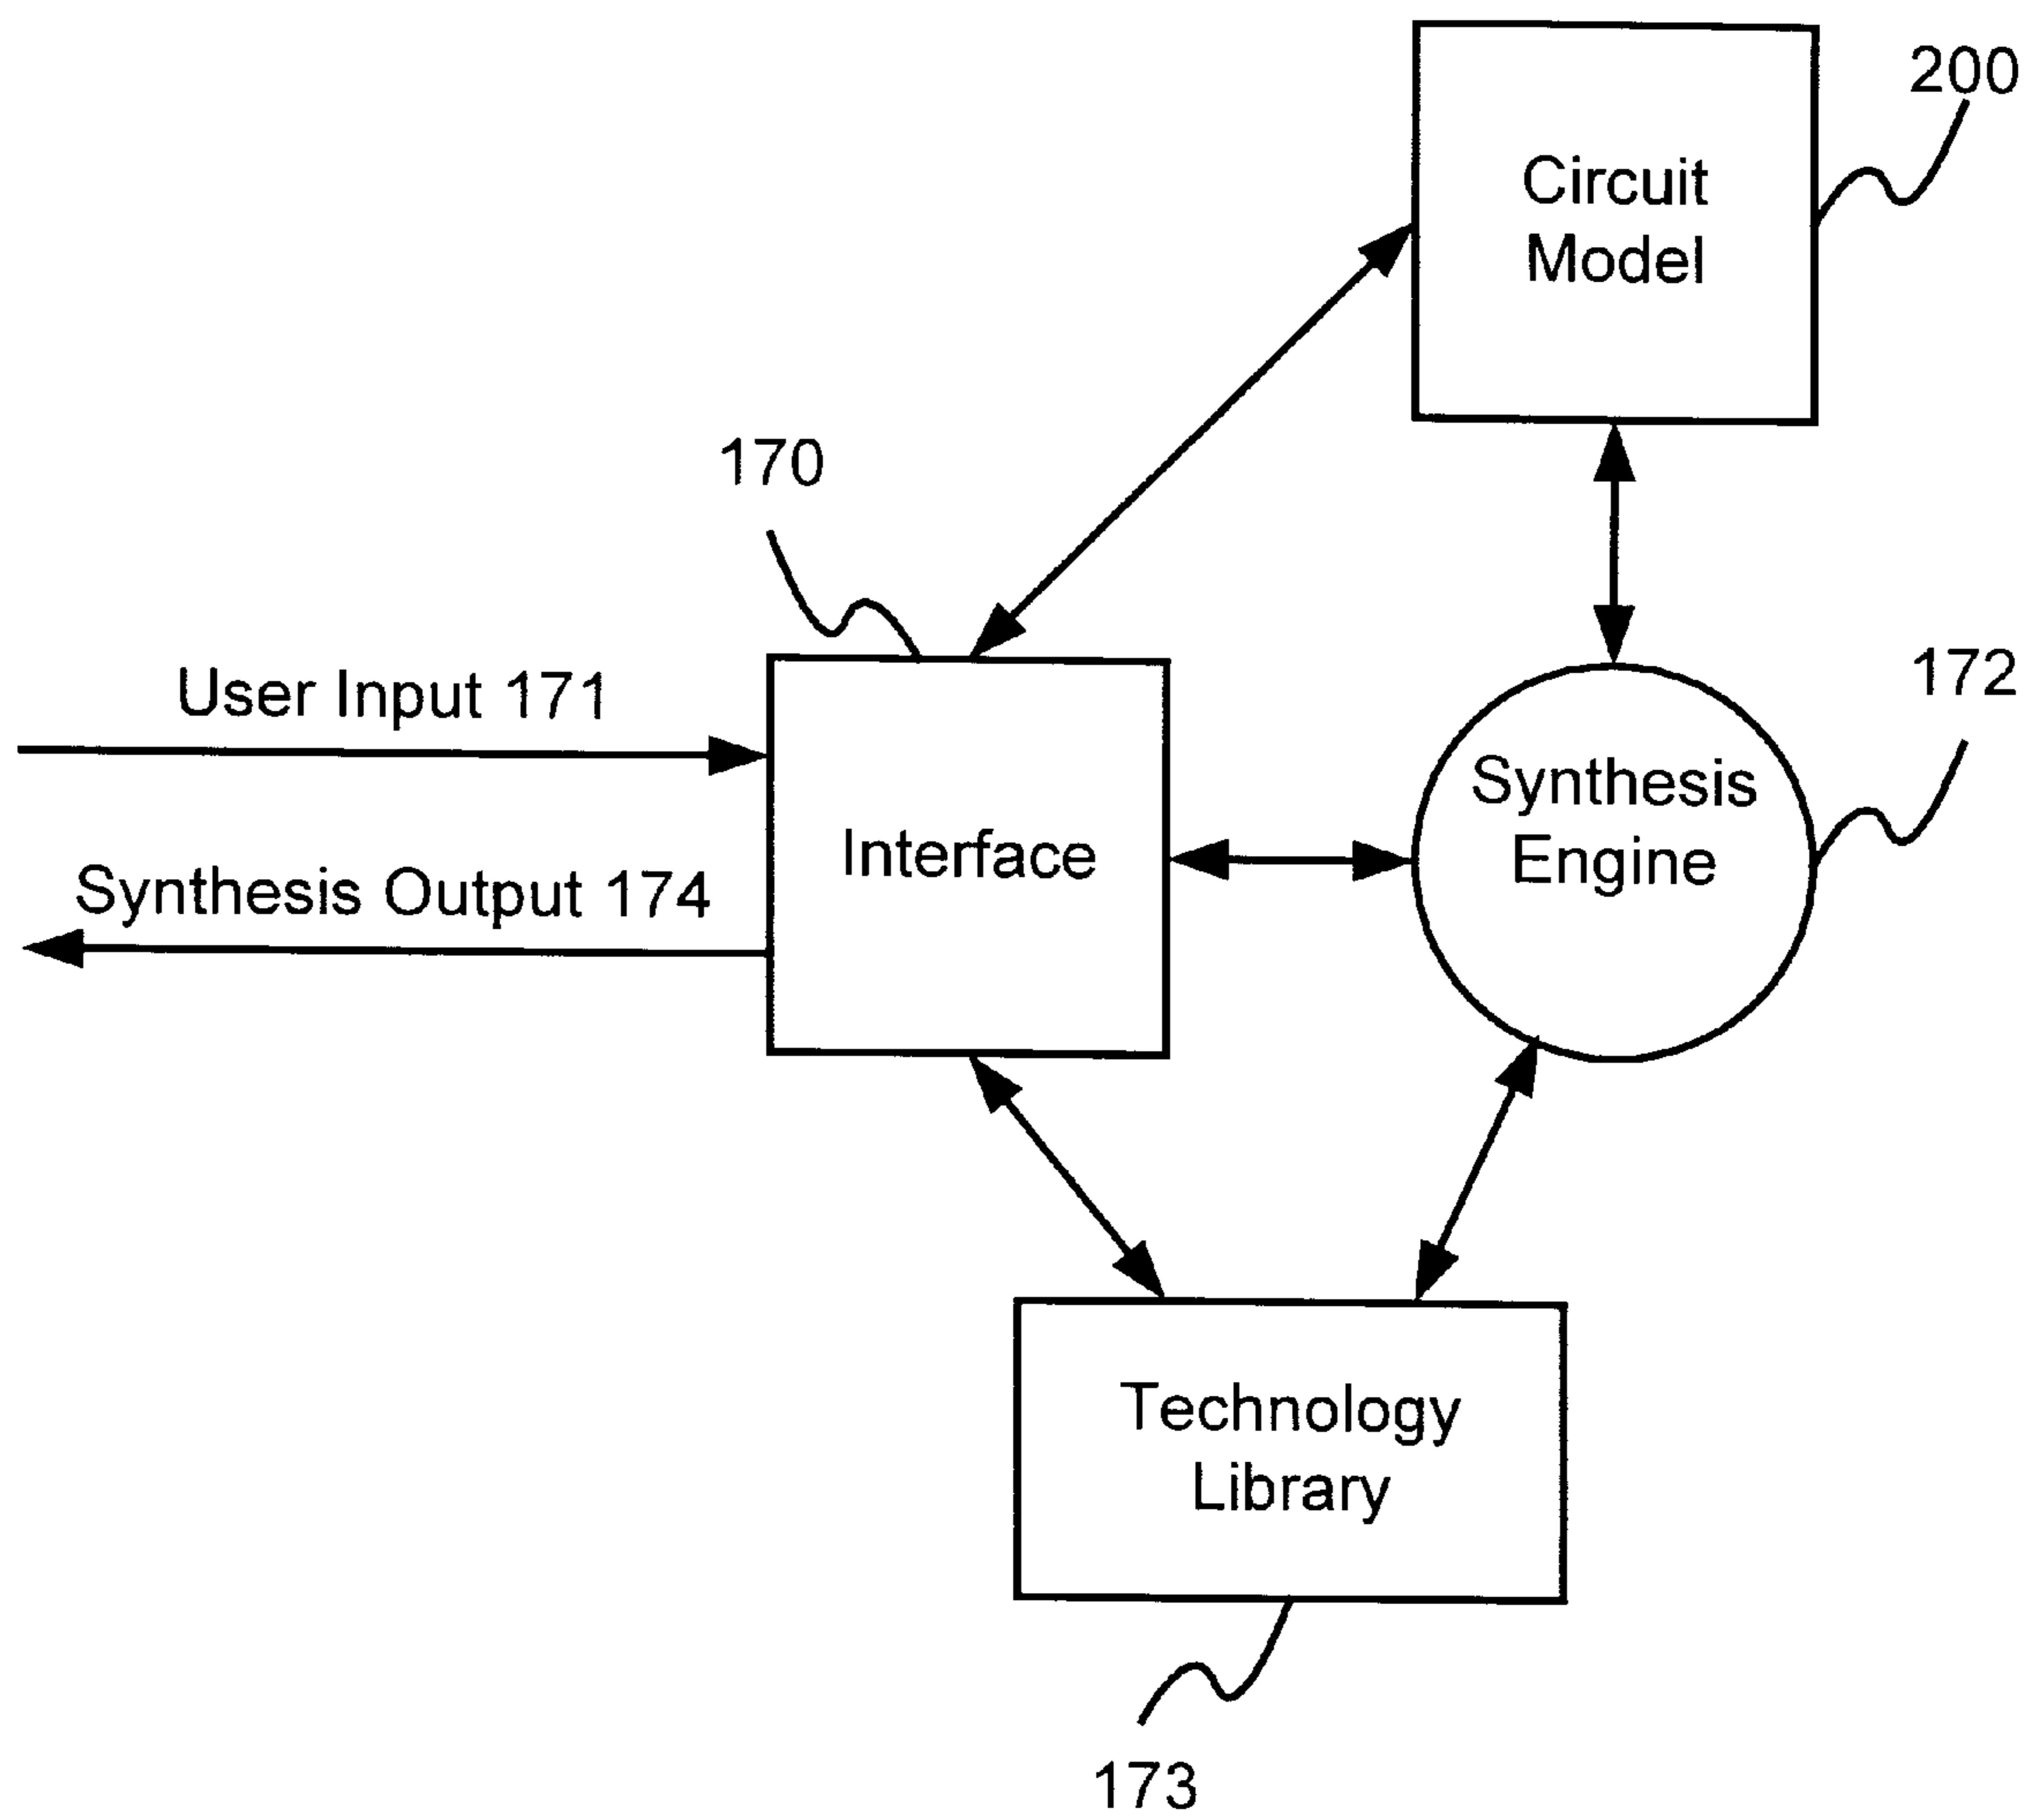 200
Circuit
Model
170
User Input 171
172
Synthesis
Engine
Interface
Synthesis Output 174
Technology
Library
173